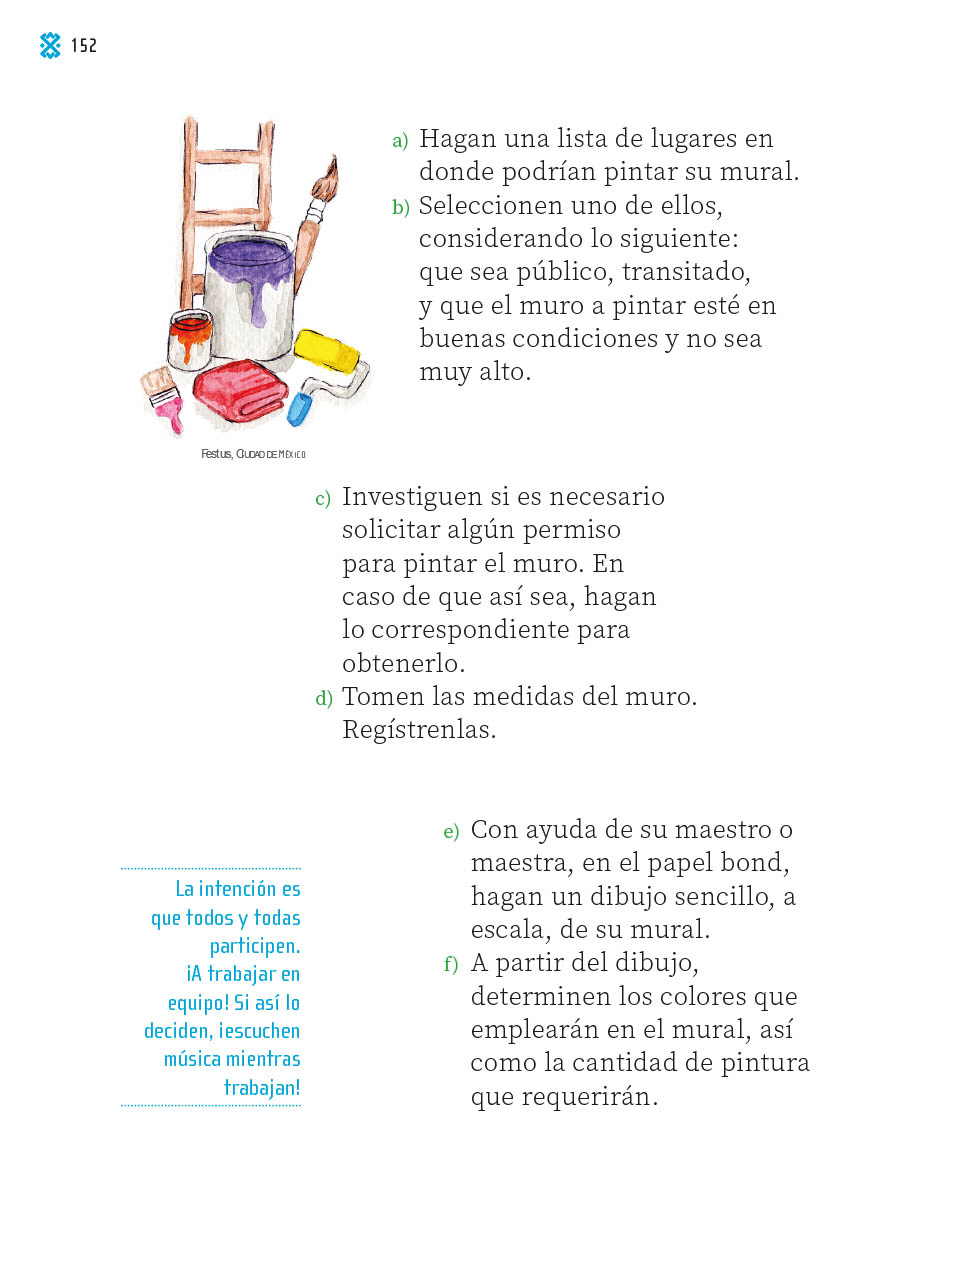 152
a) Hagan una lista de lugares en
donde podrían pintar su mural.
b) Seleccionen uno de ellos,
considerando lo siguiente:
que sea público, transitado,
y que el muro a pintar esté en
buenas condiciones y no sea
muy alto.
Festus, CIUDAD DE MÉXICO
c) Investiguen si es necesario
solicitar algún permiso
para pintar el muro. En
caso de que así sea, hagan
lo correspondiente para
obtenerlo.
d) Tomen las medidas del muro.
Regístrenlas.
e) Con ayuda de su maestro o
maestra, en el papel bond,
hagan un dibujo sencillo, a
escala, de su mural.
f) A partir del dibujo,
determinen los colores que
emplearán en el mural, así
como la cantidad de pintura
que requerirán.
La intención es
que todos y todas
participen.
¡A trabajar en
equipo! Si así lo
deciden, ¡escuchen
música mientras
trabajan!